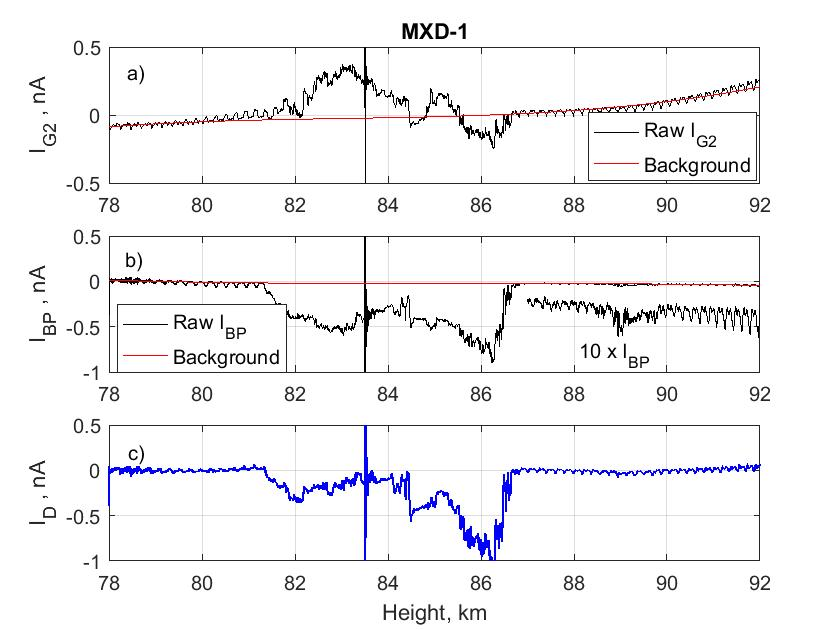 MXD-1
a)
I_G2 , nA
0.5
0
-0.5
Raw I_G2
Background
78 80 82 84 86 88 90 92
b)
I_BP , nA
0.5
0
-0.5
-1
Raw I_BP
Background
10 x I_BP
78 80 82 84 86 88 90 92
c)
I_D , nA
0.5
0
-0.5
-1
78 80 82 84 86 88 90 92
Height, km